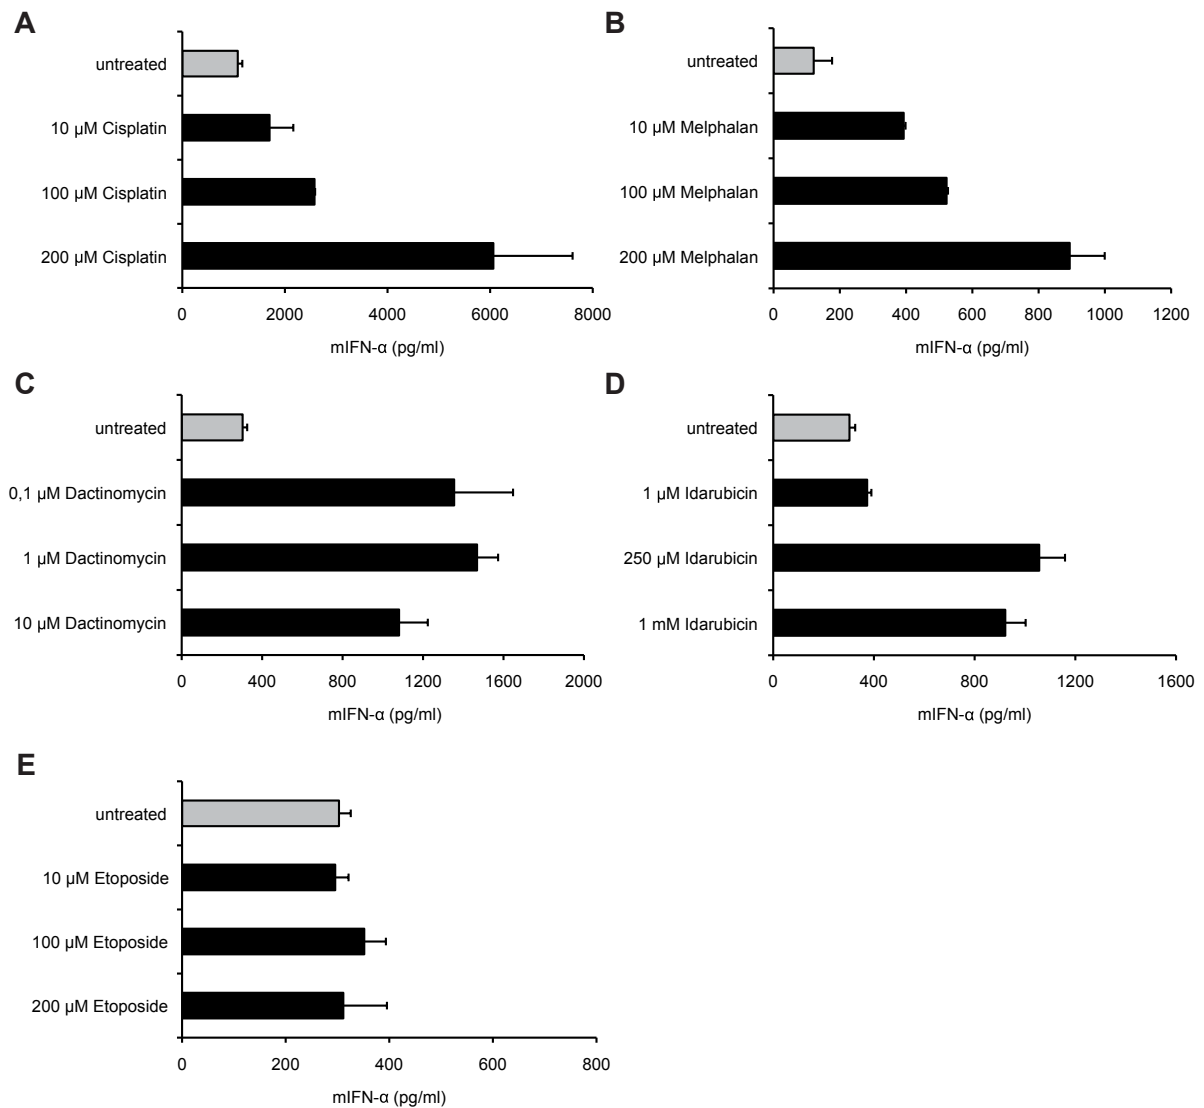 A
untreated
10 µM Cisplatin
100 µM Cisplatin
200 µM Cisplatin
0 2000 4000 6000 8000
mIFN-α (pg/ml)
B
untreated
10 µM Melphalan
100 µM Melphalan
200 µM Melphalan
0 200 400 600 800 1000 1200
mIFN-α (pg/ml)
C
untreated
0,1 µM Dactinomycin
1 µM Dactinomycin
10 µM Dactinomycin
0 400 800 1200 1600 2000
mIFN-α (pg/ml)
D
untreated
1 µM Idarubicin
250 µM Idarubicin
1 mM Idarubicin
0 400 800 1200 1600
mIFN-α (pg/ml)
E
untreated
10 µM Etoposide
100 µM Etoposide
200 µM Etoposide
0 200 400 600 800
mIFN-α (pg/ml)